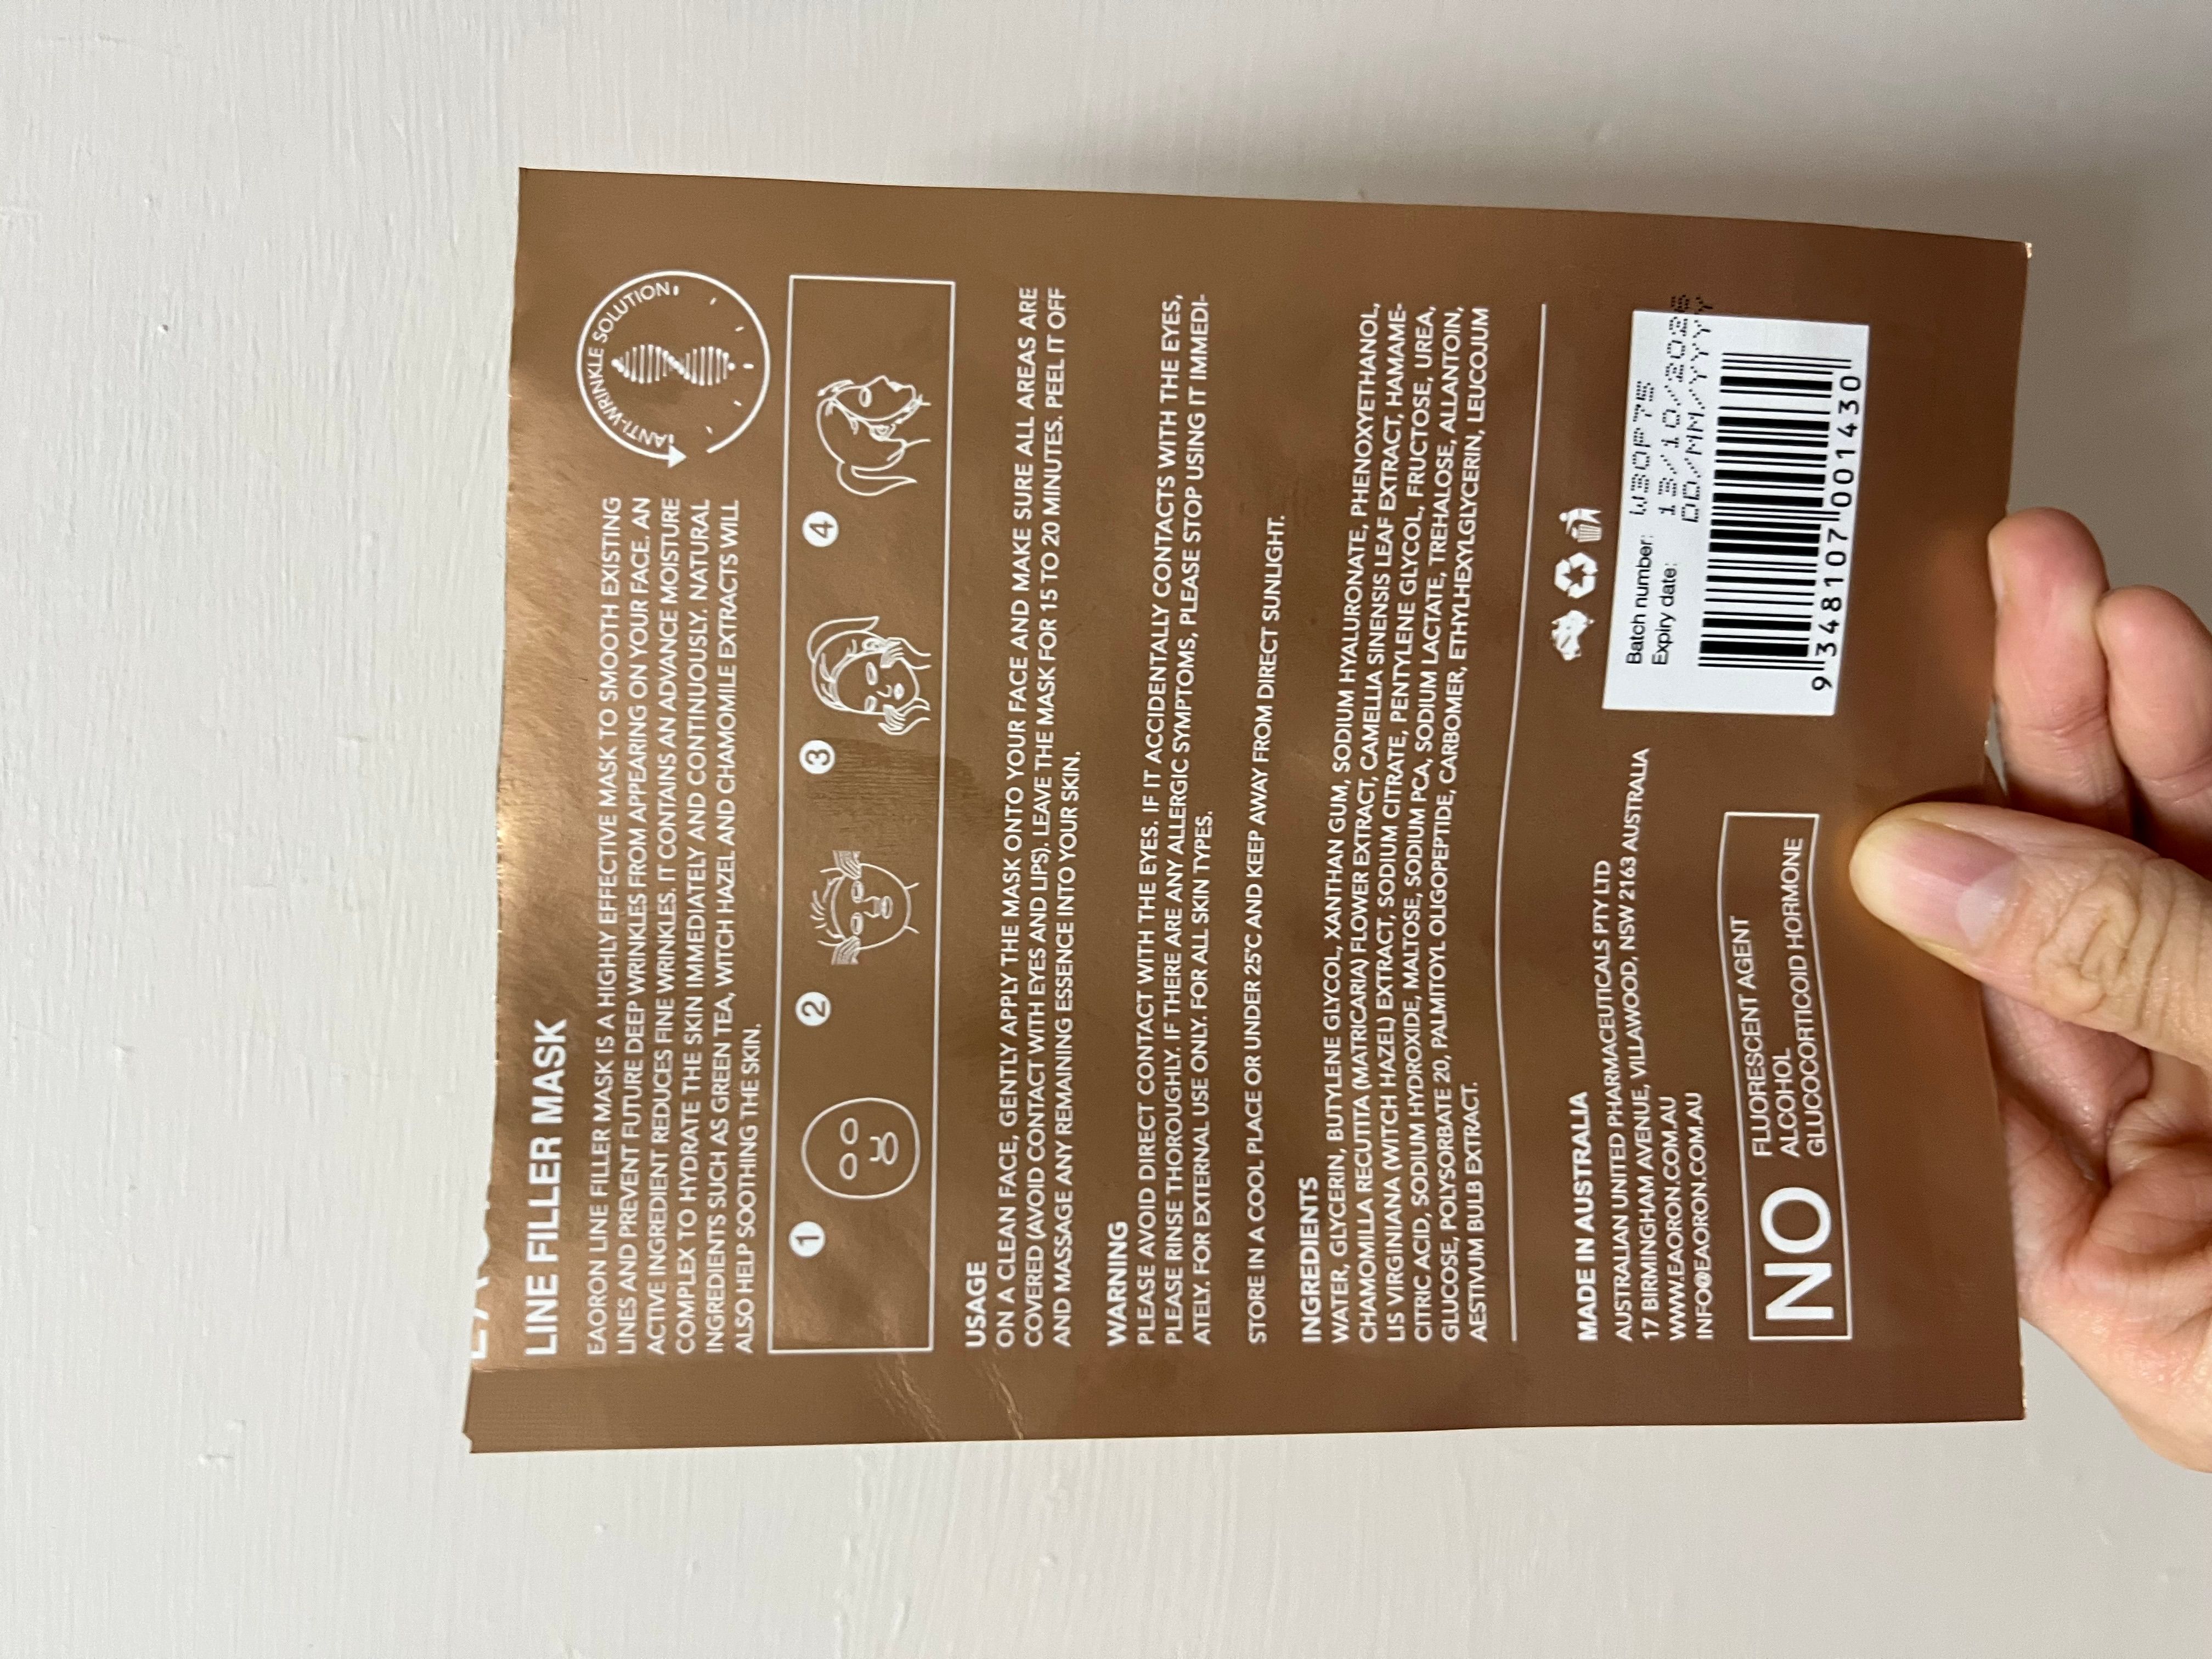 LINE FILLER MASK
EAORON LINE FILLER MASK IS A HIGHLY EFFECTIVE MASK TO SMOOTH EXISTING
LINES AND PREVENT FUTURE DEEP WRINKLES FROM APPEARING ON YOUR FACE. AN
ACTIVE INGREDIENT REDUCES FINE WRINKLES. IT CONTAINS AN ADVANCE MOISTURE
COMPLEX TO HYDRATE THE SKIN IMMEDIATELY AND CONTINUOUSLY. NATURAL
INGREDIENTS SUCH AS GREEN TEA, WITCH HAZEL AND CHAMOMILE EXTRACTS WILL
ALSO HELP SOOTHING THE SKIN.
ANTI-WRINKLE SOLUTION
1 2 3 4
USAGE
ON A CLEAN FACE, GENTLY APPLY THE MASK ONTO YOUR FACE AND MAKE SURE ALL AREAS ARE
COVERED (AVOID CONTACT WITH EYES AND LIPS). LEAVE THE MASK FOR 15 TO 20 MINUTES. PEEL IT OFF
AND MASSAGE ANY REMAINING ESSENCE INTO YOUR SKIN.
WARNING
PLEASE AVOID DIRECT CONTACT WITH THE EYES. IF IT ACCIDENTALLY CONTACTS WITH THE EYES,
PLEASE RINSE THOROUGHLY. IF THERE ARE ANY ALLERGIC SYMPTOMS, PLEASE STOP USING IT IMMEDI-
ATELY. FOR EXTERNAL USE ONLY. FOR ALL SKIN TYPES.
STORE IN A COOL PLACE OR UNDER 25°C AND KEEP AWAY FROM DIRECT SUNLIGHT.
INGREDIENTS
WATER, GLYCERIN, BUTYLENE GLYCOL, XANTHAN GUM, SODIUM HYALURONATE, PHENOXYETHANOL,
CHAMOMILLA RECUTITA (MATRICARIA) FLOWER EXTRACT, CAMELLIA SINENSIS LEAF EXTRACT, HAMAME-
LIS VIRGINIANA (WITCH HAZEL) EXTRACT, SODIUM CITRATE, PENTYLENE GLYCOL, FRUCTOSE, UREA,
CITRIC ACID, SODIUM HYDROXIDE, MALTOSE, SODIUM PCA, SODIUM LACTATE, TREHALOSE, ALLANTOIN,
GLUCOSE, POLYSORBATE 20, PALMITOYL OLIGOPEPTIDE, CARBOMER, ETHYLHEXYLGLYCERIN, LEUCOJUM
AESTIVUM BULB EXTRACT.
MADE IN AUSTRALIA
AUSTRALIAN UNITED PHARMACEUTICALS PTY LTD
17 BIRMINGHAM AVENUE, VILLAWOOD, NSW 2163 AUSTRALIA
WWW.EAORON.COM.AU
INFO@EAORON.COM.AU
NO
FLUORESCENT AGENT
ALCOHOL
GLUCOCORTICOID HORMONE
Batch number: W30P75
Expiry date: 13/10/2026
DD/MM/YYYY
9 348107 001430